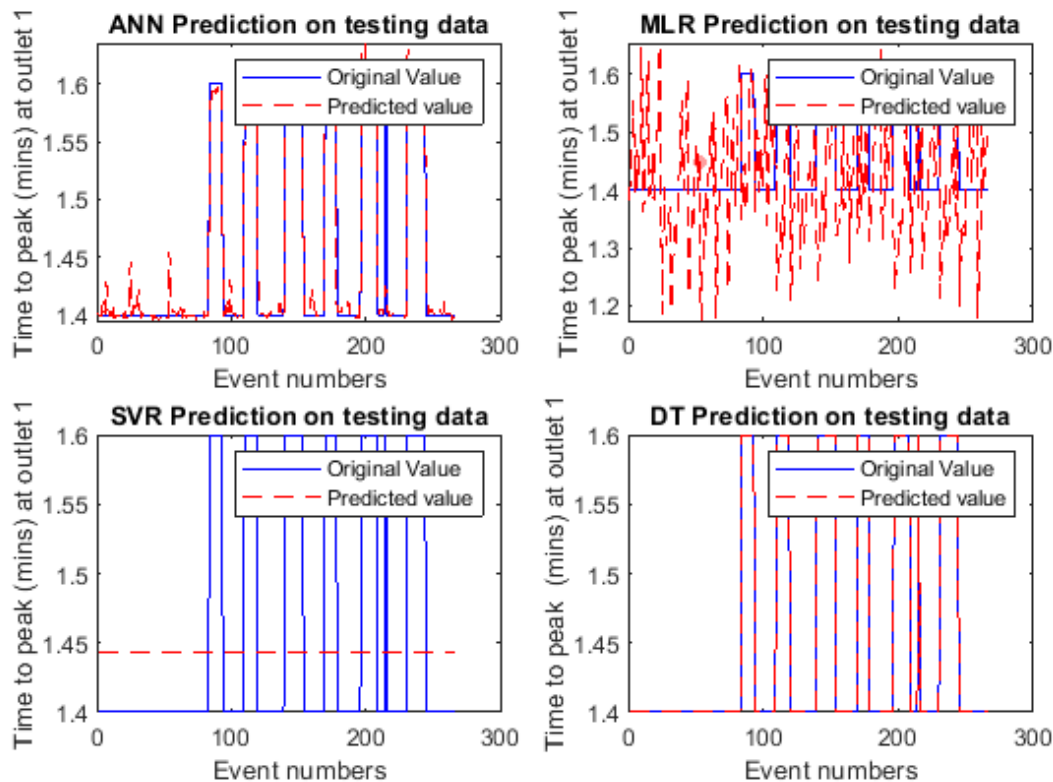 ANN Prediction on testing data
Time to peak (mins) at outlet 1
1.6
1.55
1.5
1.45
1.4
Original Value
Predicted value
0
100
200
300
Event numbers
MLR Prediction on testing data
Time to peak (mins) at outlet 1
1.6
1.5
1.4
1.3
1.2
Original Value
Predicted value
0
100
200
300
Event numbers
SVR Prediction on testing data
Time to peak (mins) at outlet 1
1.6
1.55
1.5
1.45
1.4
Original Value
Predicted value
0
100
200
300
Event numbers
DT Prediction on testing data
Time to peak (mins) at outlet 1
1.6
1.55
1.5
1.45
1.4
Original Value
Predicted value
0
100
200
300
Event numbers